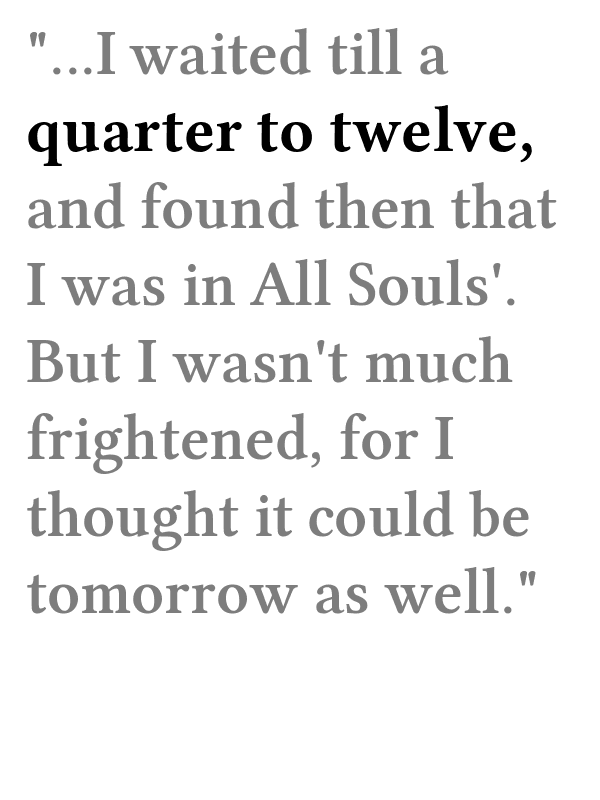 "...I waited till a
quarter to twelve,
and found then that
I was in All Souls'.
But I wasn't much
frightened, for I
thought it could be
tomorrow as well."